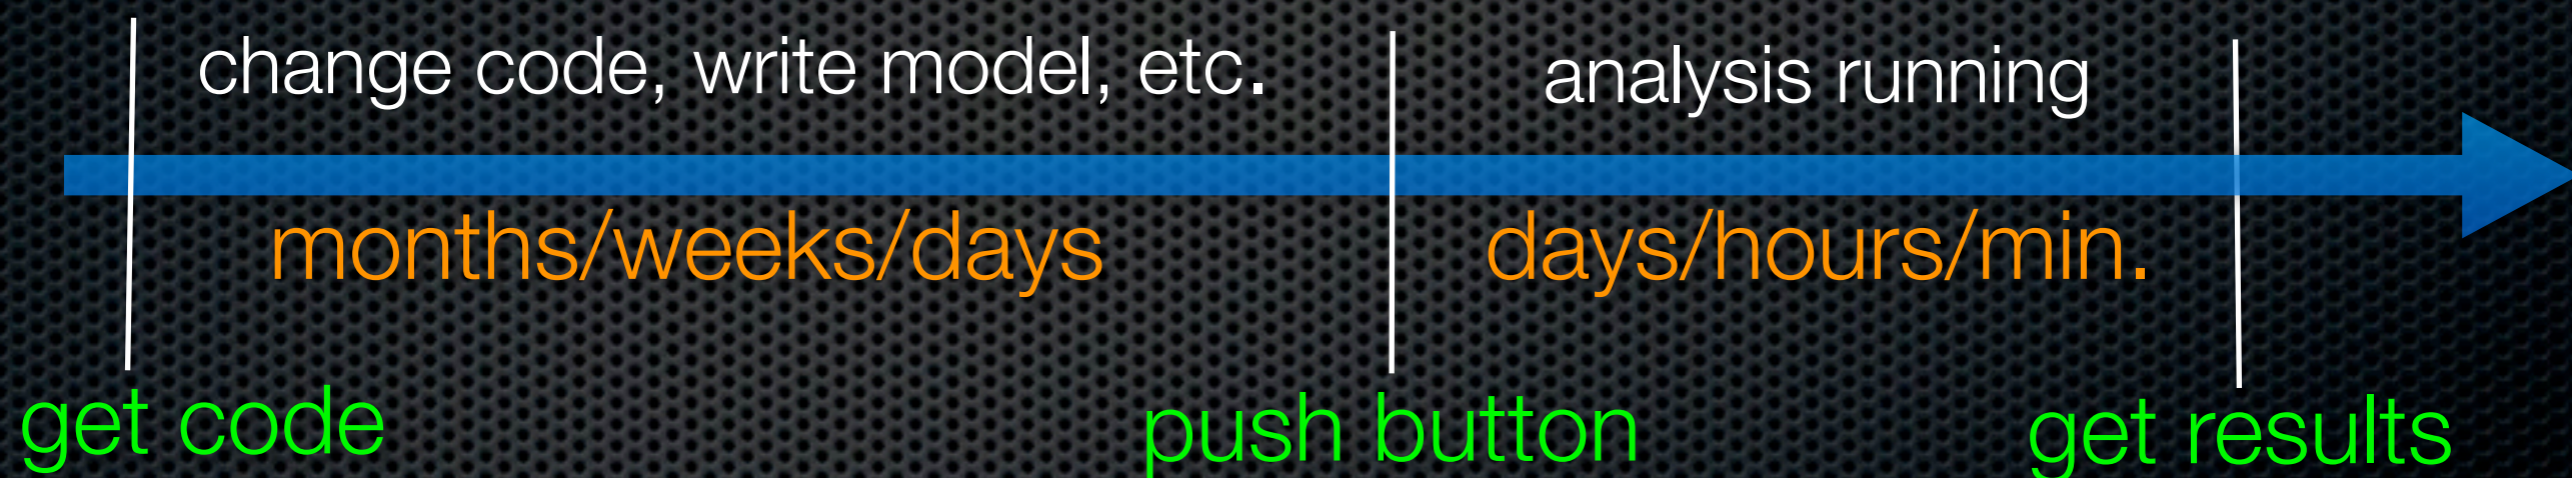 change code, write model, etc.
analysis running
months/weeks/days
days/hours/min.
get code
push button
get results